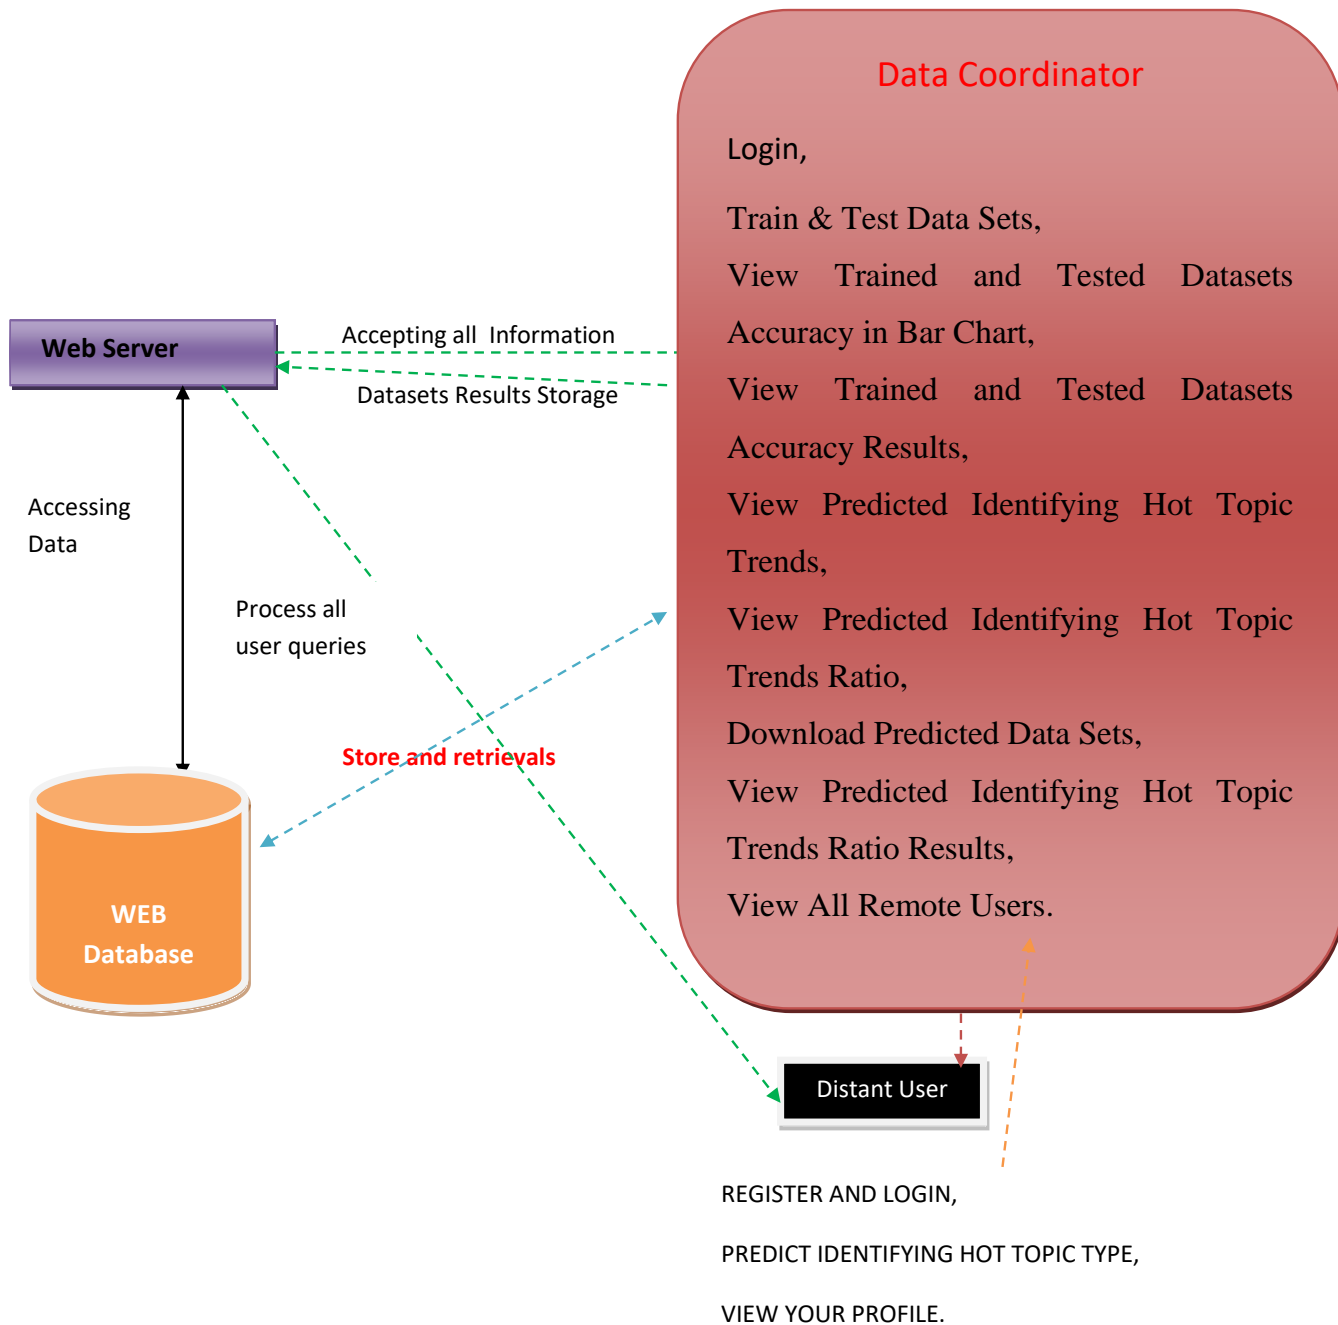 Data Coordinator
Login,
Train & Test Data Sets,
View Trained and Tested Datasets
Accuracy in Bar Chart,
View Trained and Tested Datasets
Accuracy Results,
View Predicted Identifying Hot Topic
Trends,
View Predicted Identifying Hot Topic
Trends Ratio,
Download Predicted Data Sets,
View Predicted Identifying Hot Topic
Trends Ratio Results,
View All Remote Users.
Web Server
Accepting all Information
Datasets Results Storage
Accessing
Data
Process all
user queries
Store and retrievals
WEB
Database
Distant User
REGISTER AND LOGIN,
PREDICT IDENTIFYING HOT TOPIC TYPE,
VIEW YOUR PROFILE.